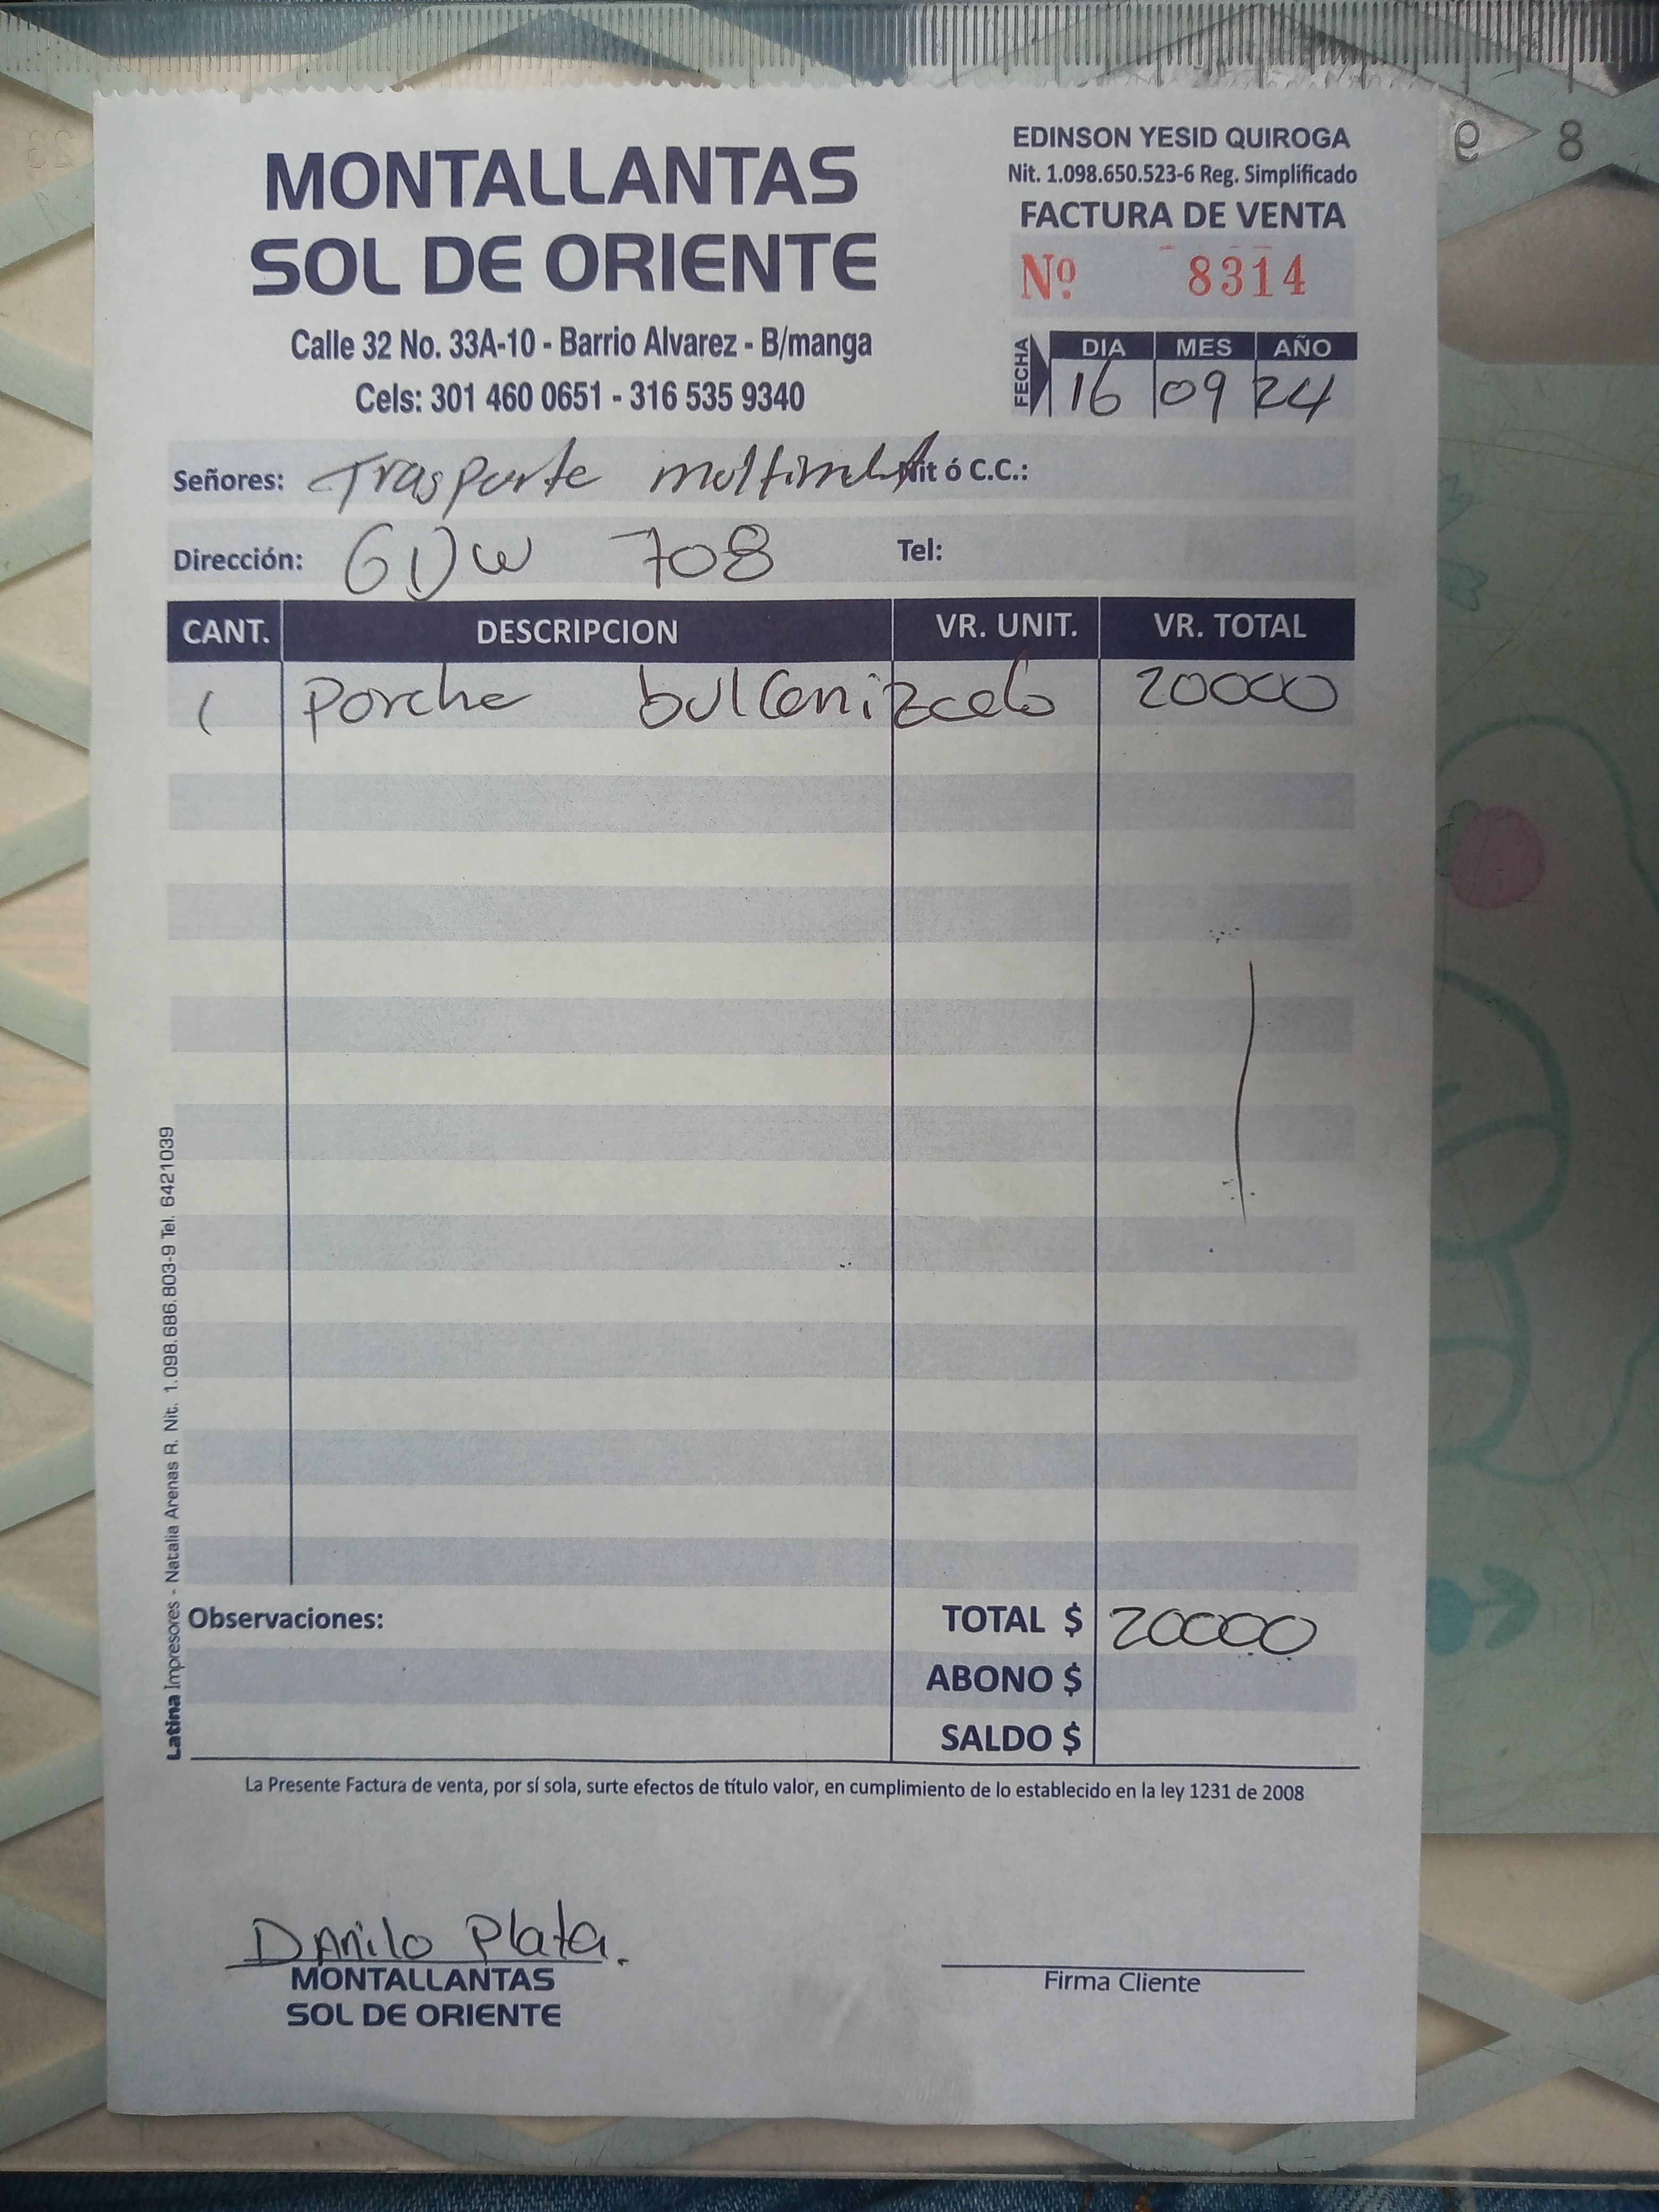 MONTALLANTAS
SOL DE ORIENTE
Calle 32 No. 33A-10 - Barrio Alvarez - B/manga
Cels: 301 460 0651 - 316 535 9340
EDINSON YESID QUIROGA
Nit. 1.098.650.523-6 Reg. Simplificado
FACTURA DE VENTA
Nº 8314
FECHA DIA MES AÑO
16 09 24
Señores: Trasporte Nit ó C.C.:
Dirección: GDW 708 Tel:
CANT. DESCRIPCION VR. UNIT. VR. TOTAL
1 Porche bulcanizado 20000
Observaciones: TOTAL $ 20000
ABONO $
SALDO $
Latina Impresores - Natalia Arenas R. Nit. 1.098.686.803-9 Tel. 6421039
La Presente Factura de venta, por sí sola, surte efectos de título valor, en cumplimiento de lo establecido en la ley 1231 de 2008
Danilo Plata.
MONTALLANTAS
SOL DE ORIENTE
Firma Cliente
8
9